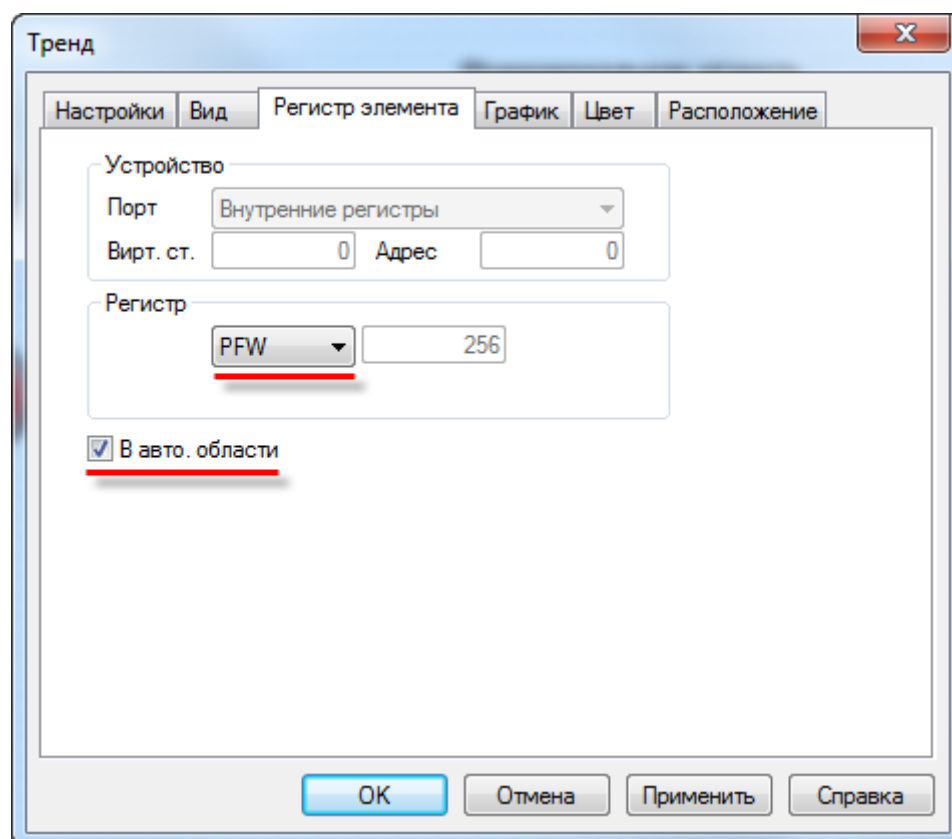 Тренд
Настройки Вид Регистр элемента График Цвет Расположение
Устройство
Порт Внутренние регистры
Вирт. ст. 0 Адрес 0
Регистр
PFW 256
В авто. области
OK Отмена Применить Справка